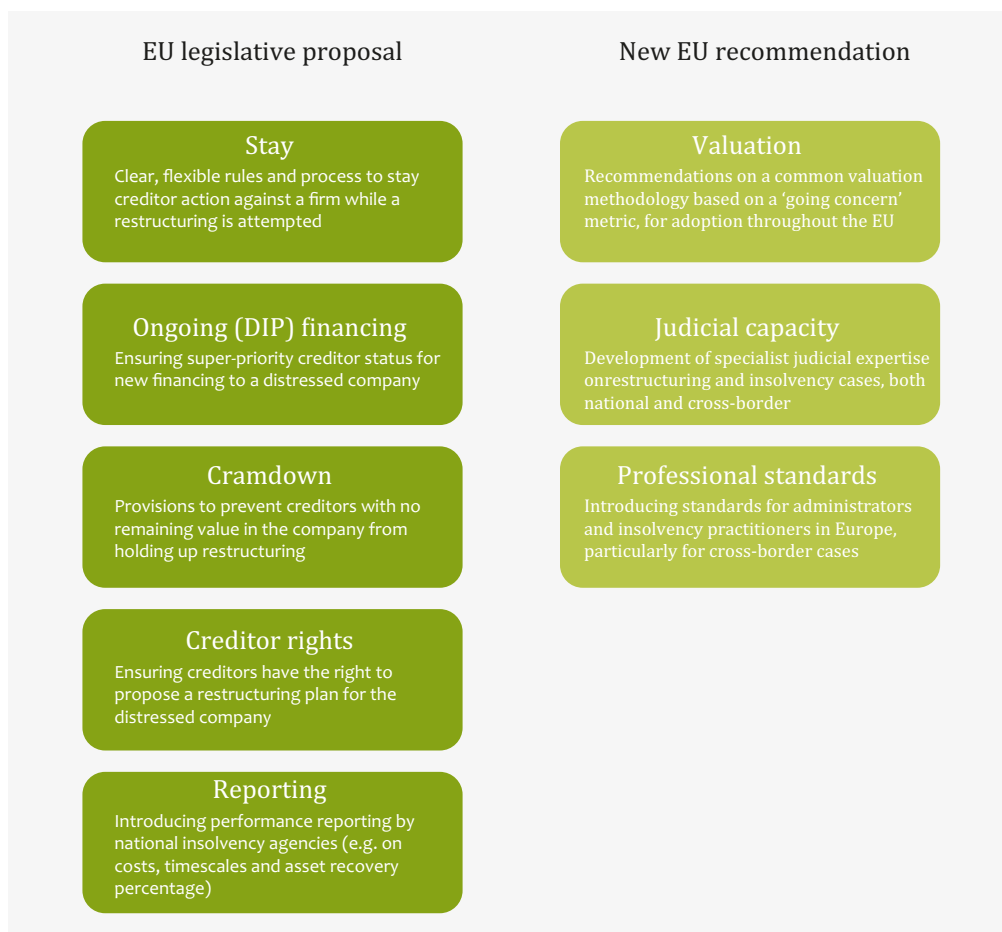 EU legislative proposal
Stay
Clear, flexible rules and process to stay
creditor action against a firm while a
restructuring is attempted
Ongoing (DIP) financing
Ensuring super-priority creditor status for
new financing to a distressed company
Cramdown
Provisions to prevent creditors with no
remaining value in the company from
holding up restructuring
Creditor rights
Ensuring creditors have the right to
propose a restructuring plan for the
distressed company
Reporting
Introducing performance reporting by
national insolvency agencies (e.g. on
costs, timescales and asset recovery
percentage)
New EU recommendation
Valuation
Recommendations on a common valuation
methodology based on a ‘going concern’
metric, for adoption throughout the EU
Judicial capacity
Development of specialist judicial expertise
onrestructuring and insolvency cases, both
national and cross-border
Professional standards
Introducing standards for administrators
and insolvency practitioners in Europe,
particularly for cross-border cases